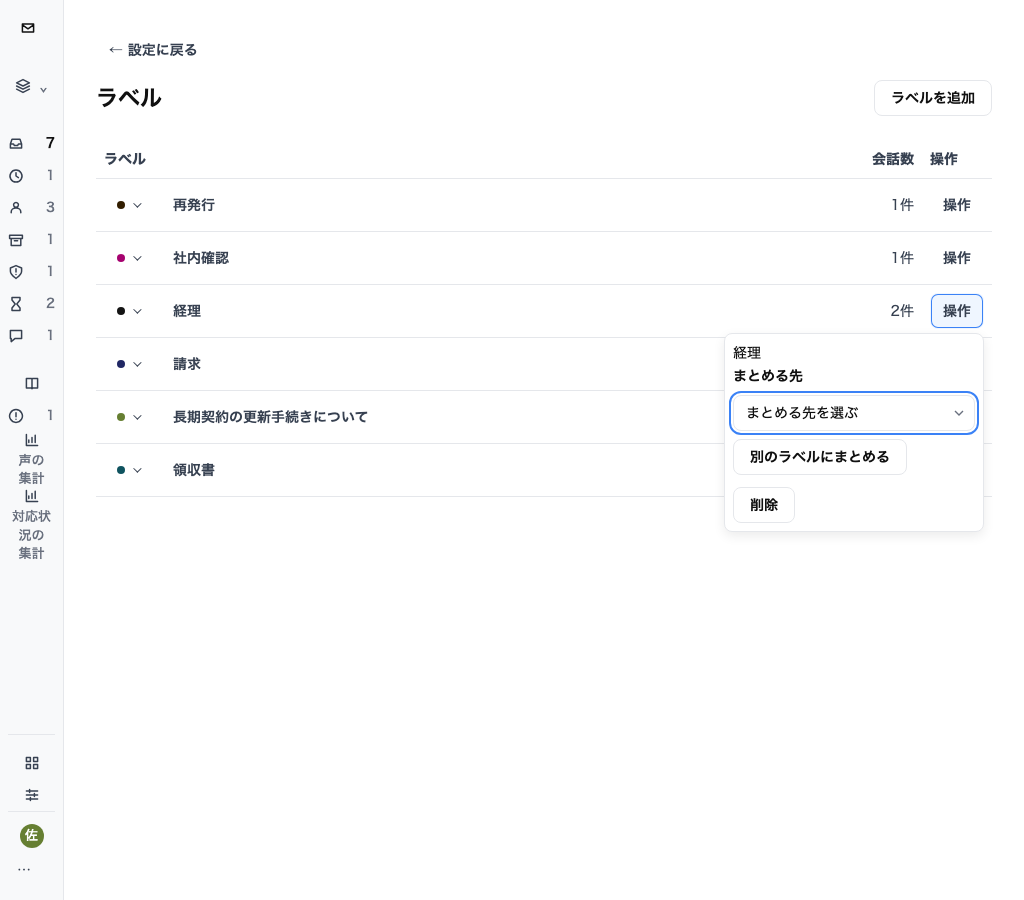 ← 設定に戻る
ラベル
ラベルを追加
ラベル 会話数 操作
再発行 1件 操作
社内確認 1件 操作
経理 2件 操作
請求
長期契約の更新手続きについて
領収書
経理
まとめる先
まとめる先を選ぶ
別のラベルにまとめる
削除
7
1
3
1
1
2
1
1
声の
集計
対応状
況の
集計
佐
…